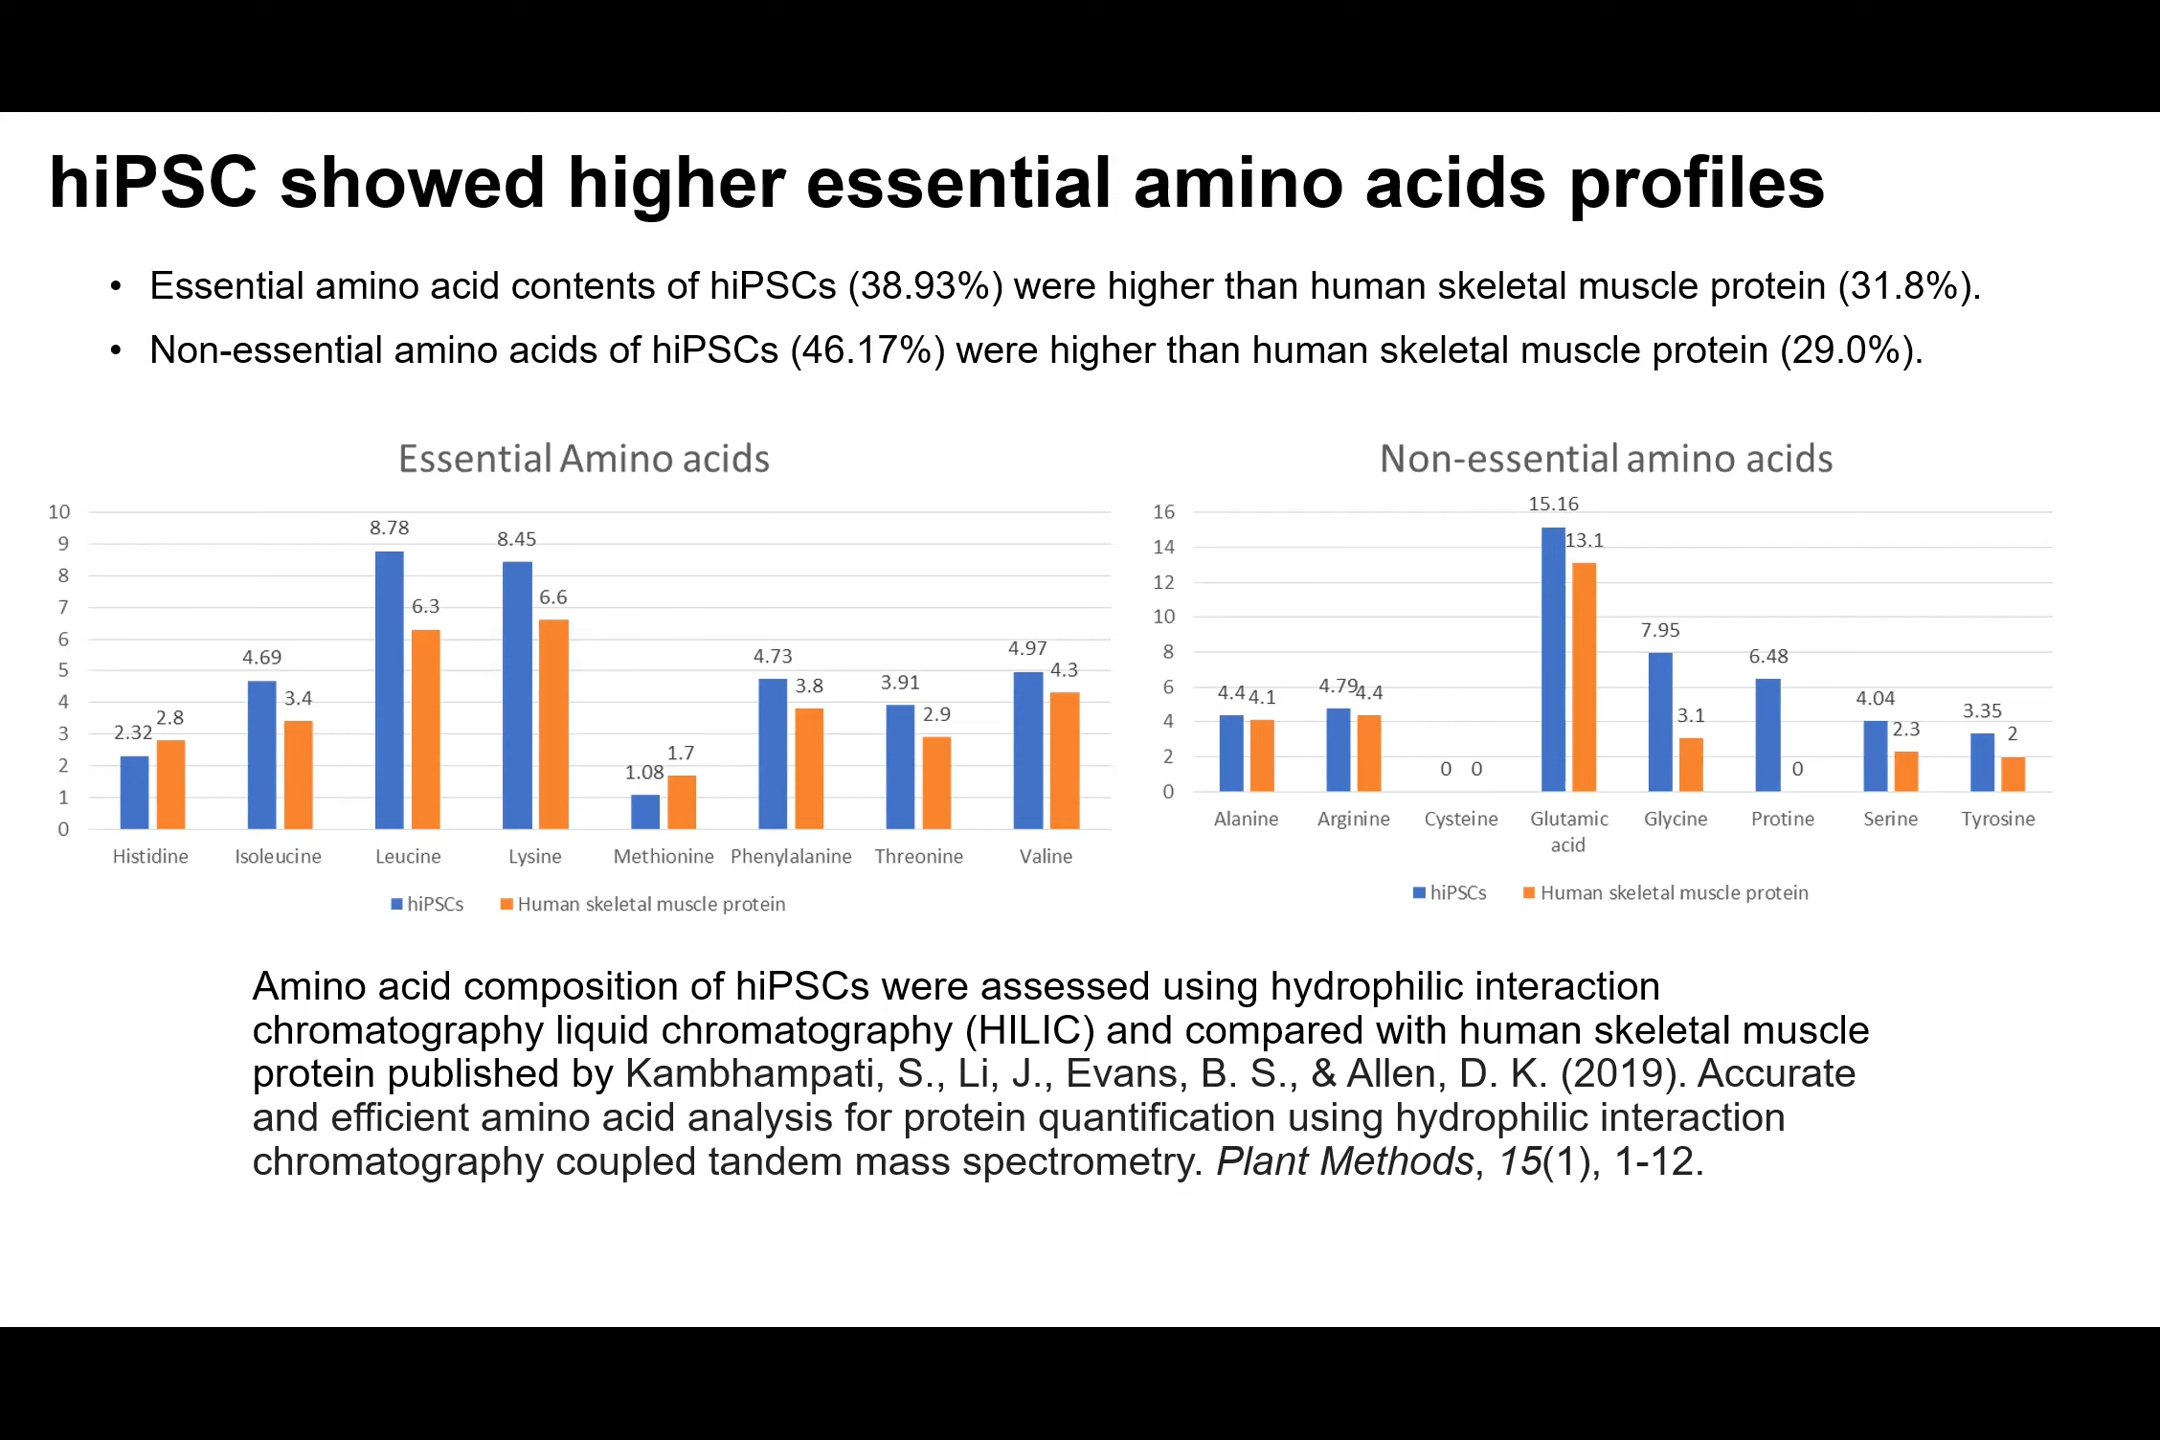 hiPSC showed higher essential amino acids profiles
• Essential amino acid contents of hiPSCs (38.93%) were higher than human skeletal muscle protein (31.8%).
• Non-essential amino acids of hiPSCs (46.17%) were higher than human skeletal muscle protein (29.0%).
Essential Amino acids
10
9
8
7
6
5
4
3
2
1
0
2.32 2.8
4.69 3.4
8.78 6.3
8.45 6.6
1.08 1.7
4.73 3.8
3.91 2.9
4.97 4.3
Histidine Isoleucine Leucine Lysine Methionine Phenylalanine Threonine Valine
hiPSCs Human skeletal muscle protein
Non-essential amino acids
16
14
12
10
8
6
4
2
0
4.4 4.1
4.79 4.4
0 0
15.16 13.1
7.95 3.1
6.48 0
4.04 2.3
3.35 2
Alanine Arginine Cysteine Glutamic Glycine Protine Serine Tyrosine
acid
hiPSCs Human skeletal muscle protein
Amino acid composition of hiPSCs were assessed using hydrophilic interaction
chromatography liquid chromatography (HILIC) and compared with human skeletal muscle
protein published by Kambhampati, S., Li, J., Evans, B. S., & Allen, D. K. (2019). Accurate
and efficient amino acid analysis for protein quantification using hydrophilic interaction
chromatography coupled tandem mass spectrometry. Plant Methods, 15(1), 1-12.